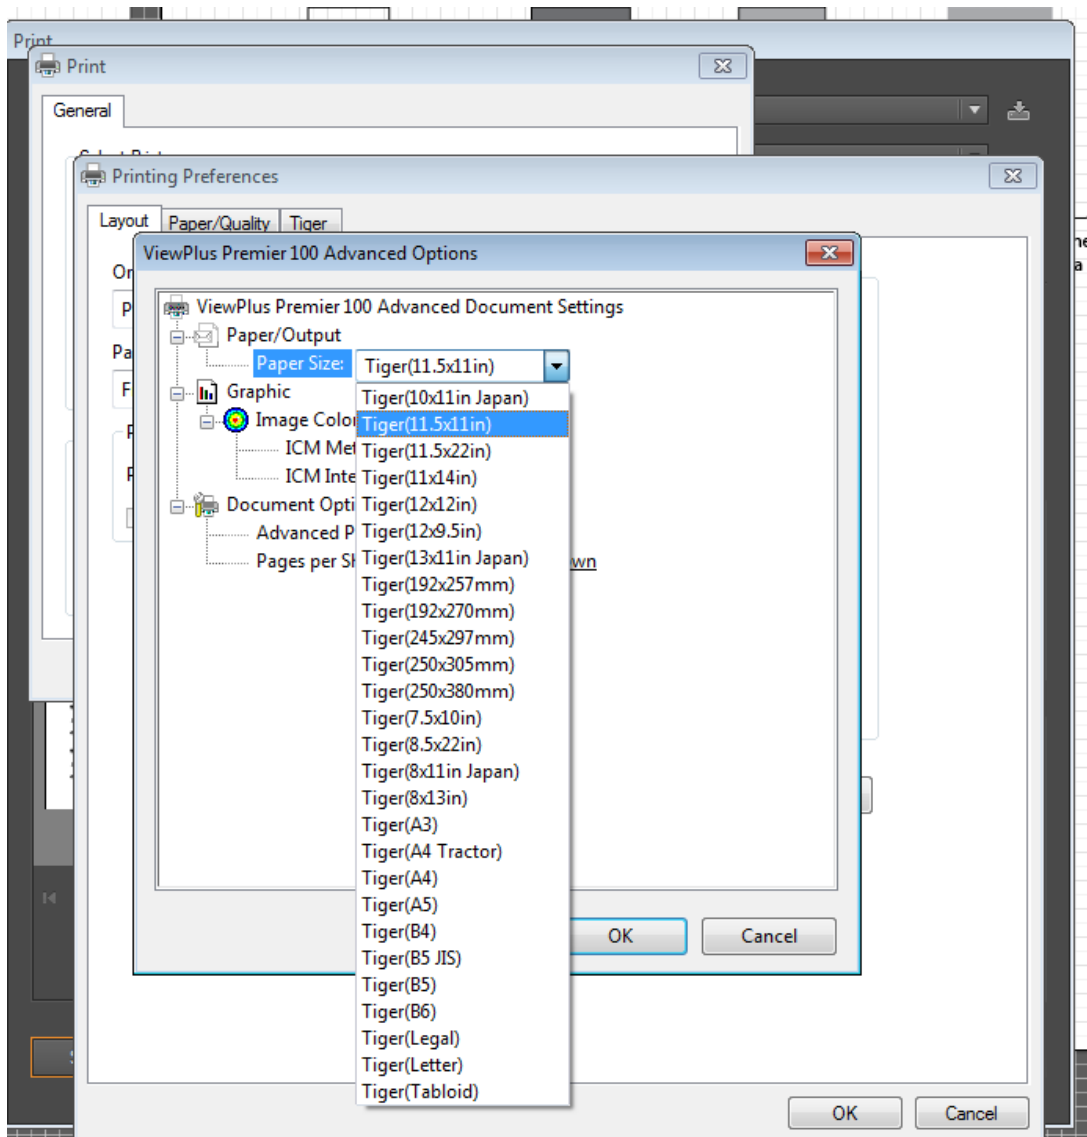 Print
Print
General
Printing Preferences
Layout Paper/Quality Tiger
ViewPlus Premier 100 Advanced Options
Or
ViewPlus Premier 100 Advanced Document Settings
P
Paper/Output
Pa
Paper Size: Tiger(11.5x11in)
F
Graphic
Tiger(10x11in Japan)
Image Color
Tiger(11.5x11in)
ICM Met
Tiger(11.5x22in)
ICM Inte
Tiger(11x14in)
Document Opti
Tiger(12x12in)
Advanced P
Tiger(12x9.5in)
Pages per Sh
Tiger(13x11in Japan)
wn
Tiger(192x257mm)
Tiger(192x270mm)
Tiger(245x297mm)
Tiger(250x305mm)
Tiger(250x380mm)
Tiger(7.5x10in)
Tiger(8.5x22in)
Tiger(8x11in Japan)
Tiger(8x13in)
Tiger(A3)
Tiger(A4 Tractor)
Tiger(A4)
Tiger(A5)
Tiger(B4)
Tiger(B5 JIS)
Tiger(B5)
Tiger(B6)
Tiger(Legal)
Tiger(Letter)
Tiger(Tabloid)
OK Cancel
OK Cancel